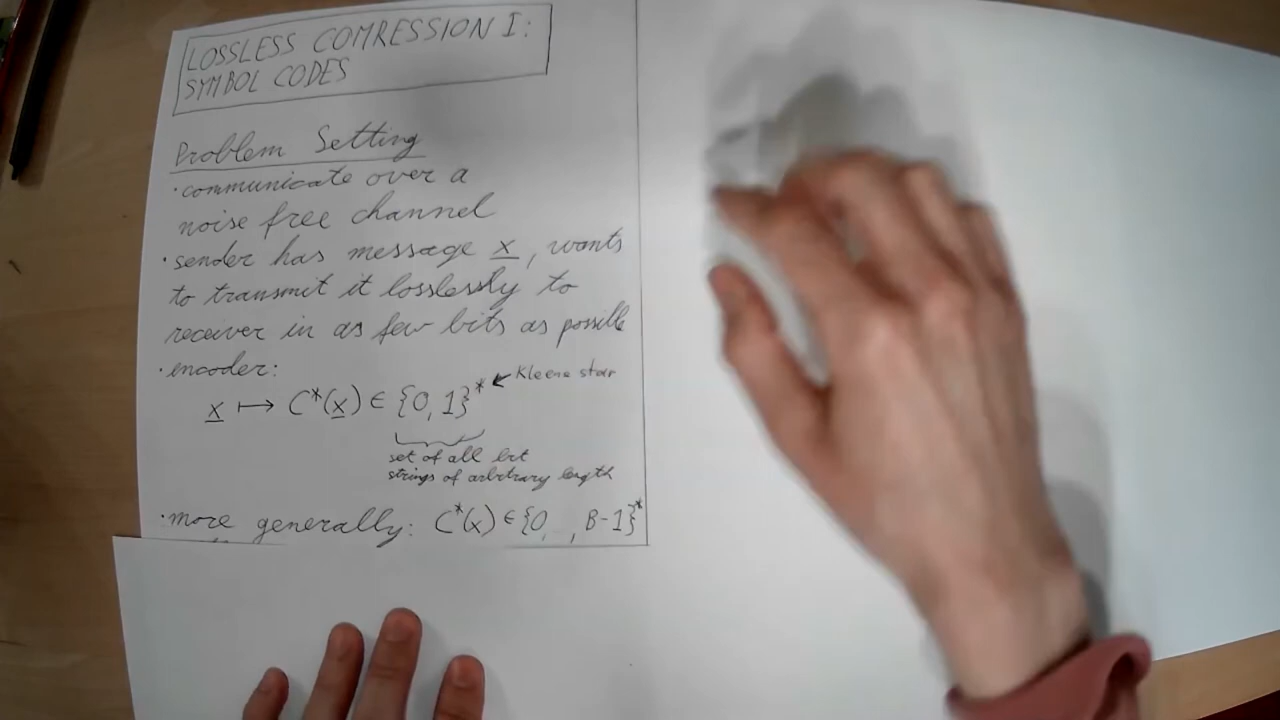 LOSSLESS COMRESSION I:
SYMBOL CODES
Problem Setting
• communicate over a
noise free channel
• sender has message x, wants
to transmit it losslessly to
receiver in as few bits as possible
• encoder:
x ↦ C*(x) ∈ {0,1}* ← Kleene star
set of all bit
strings of arbitrary length
• more generally: C*(x) ∈ {0, , B-1}*